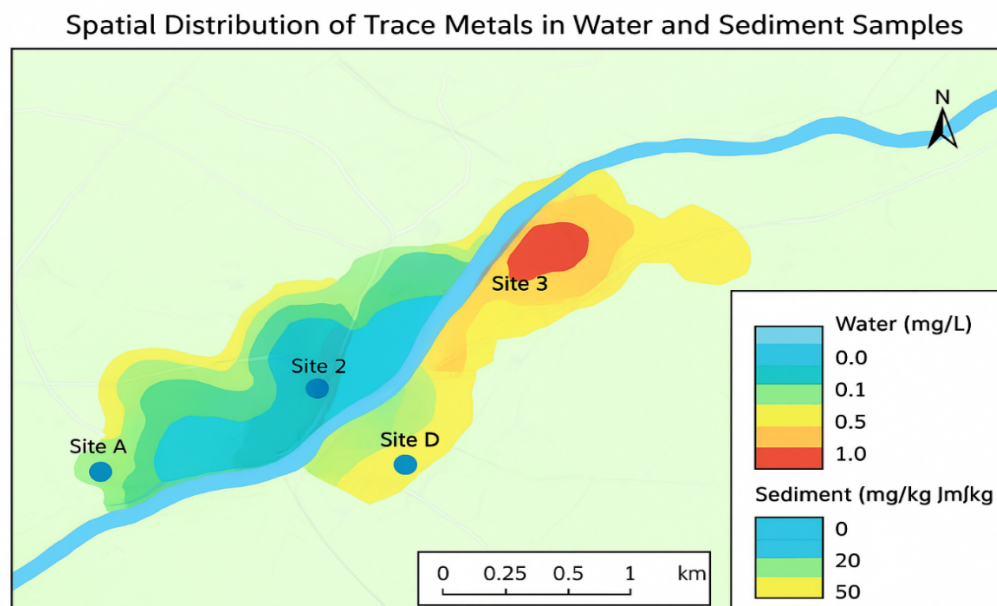 Spatial Distribution of Trace Metals in Water and Sediment Samples
N
Site 3
Site 2
Site A
Site D
Water (mg/L)
0.0
0.1
0.5
1.0
Sediment (mg/kg Jmʃkg
0
20
50
0 0.25 0.5 1 km